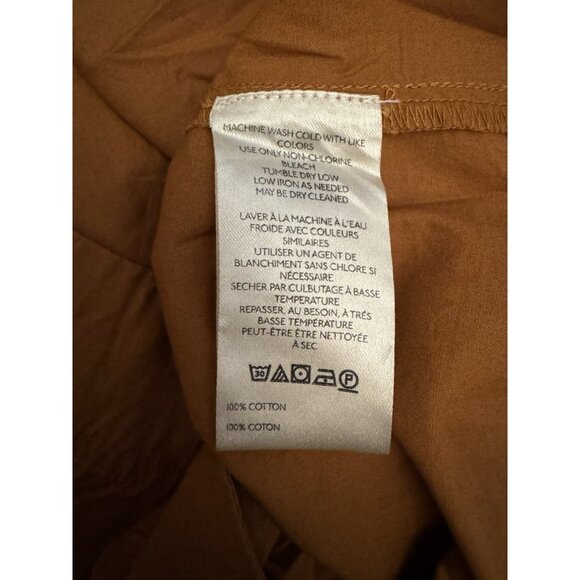 MACHINE WASH COLD WITH LIKE
COLORS
USE ONLY NON-CHLORINE
BLEACH
TUMBLE DRY LOW
LOW IRON AS NEEDED
MAY BE DRY CLEANED
LAVER À LA MACHINE À L'EAU
FROIDE AVEC COULEURS
SIMILAIRES
UTILISER UN AGENT DE
BLANCHIMENT SANS CHLORE SI
NÉCESSAIRE
SECHER PAR CULBUTAGE À BASSE
TEMPERATURE
REPASSER, AU BESOIN, À TRÉS
BASSE TEMPÉRATURE
PEUT-ÊTRE ÊTRE NETTOYÉE
À SEC.
30 P
100% COTTON
100% COTON